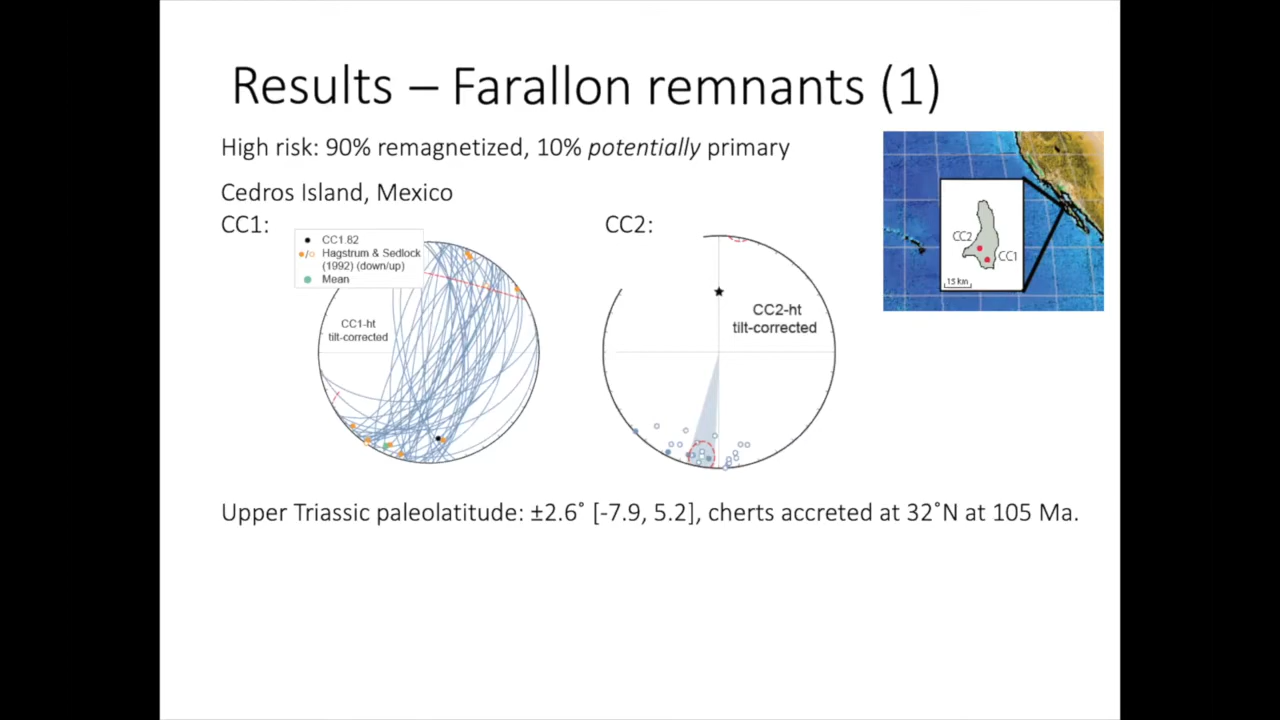 Results – Farallon remnants (1)
High risk: 90% remagnetized, 10% potentially primary
Cedros Island, Mexico
CC1:
CC2:
CC1.82
Hagstrum & Sedlock
(1992) (down/up)
Mean
CC1-ht
tilt-corrected
CC2-ht
tilt-corrected
CC2
CC1
15 km
Upper Triassic paleolatitude: ±2.6˚ [-7.9, 5.2], cherts accreted at 32˚N at 105 Ma.